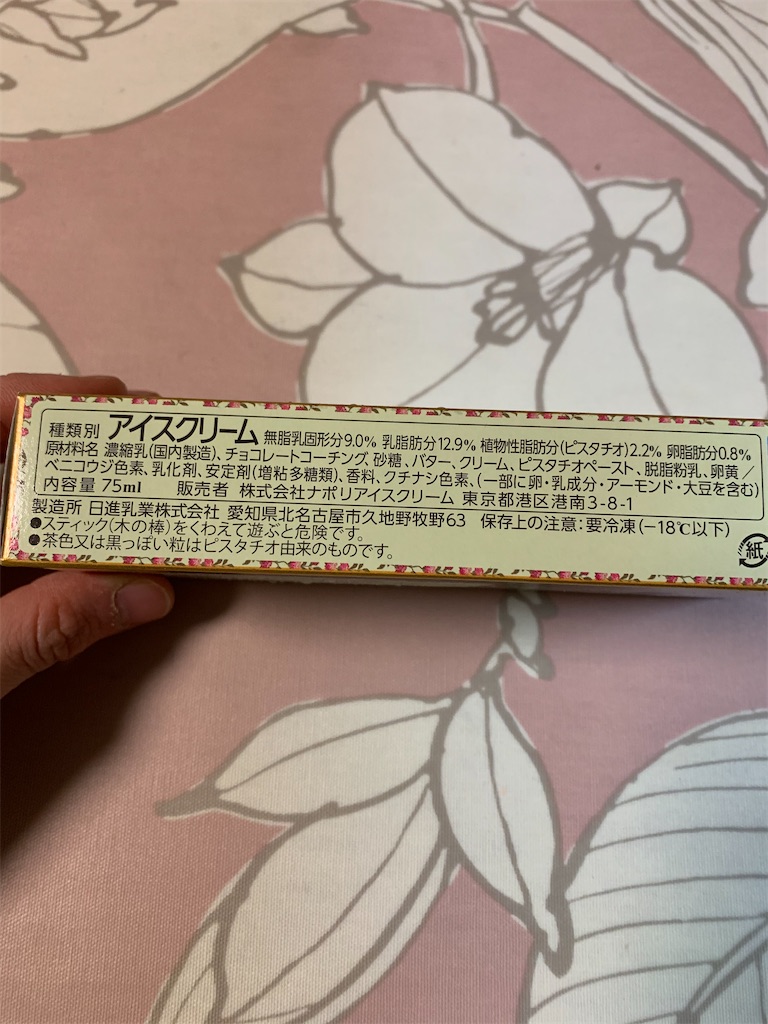 種類別 アイスクリーム 無脂乳固形分9.0% 乳脂肪分12.9% 植物性脂肪分(ピスタチオ)2.2% 卵脂肪分0.8%
原材料名 濃縮乳(国内製造)、チョコレートコーチング、砂糖、バター、クリーム、ピスタチオペースト、脱脂粉乳、卵黄/
ベニコウジ色素、乳化剤、安定剤(増粘多糖類)、香料、クチナシ色素、(一部に卵・乳成分・アーモンド・大豆を含む)
内容量 75ml 販売者 株式会社ナポリアイスクリーム 東京都港区港南3-8-1
製造所 日進乳業株式会社 愛知県北名古屋市久地野牧野63 保存上の注意:要冷凍(−18℃以下)
●スティック(木の棒)をくわえて遊ぶと危険です。
●茶色又は黒っぽい粒はピスタチオ由来のものです。
紙